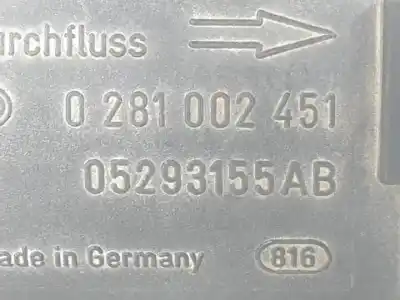 urchfluss
0 281 002 451
05293155AB
ade in Germany 816